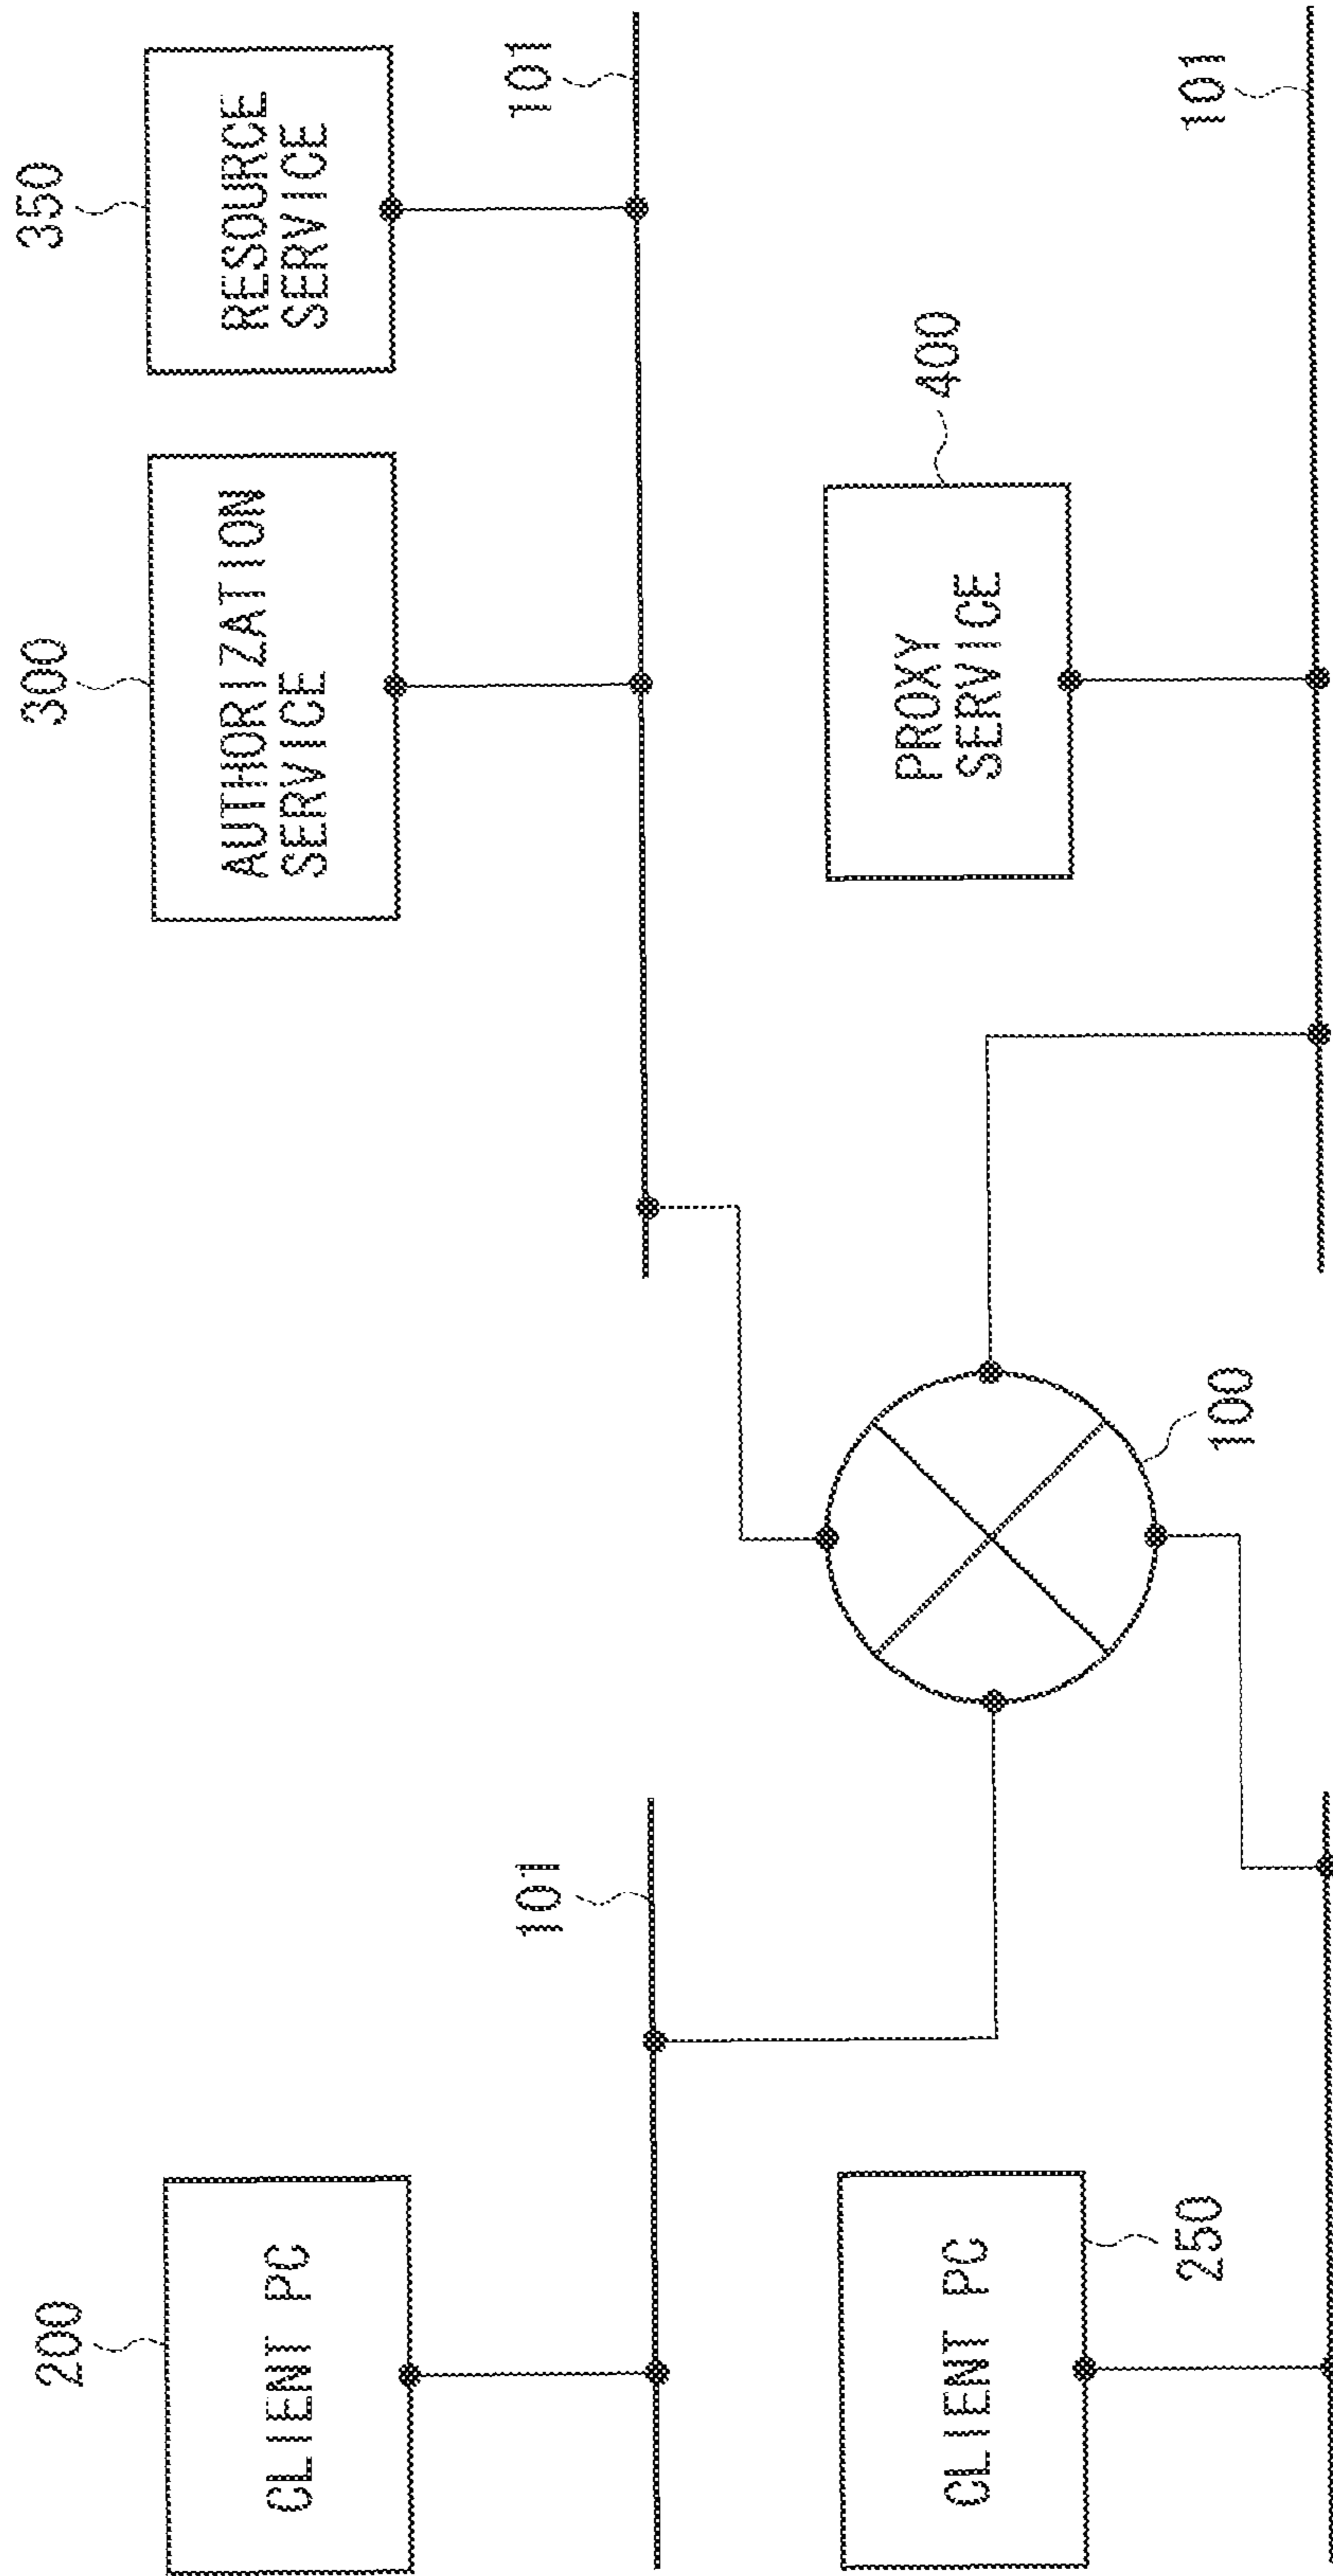 200
CLIENT PC
101
300
AUTHORIZATION
SERVICE
350
RESOURCE
SERVICE
101
CLIENT PC
250
100
PROXY
SERVICE
400
101